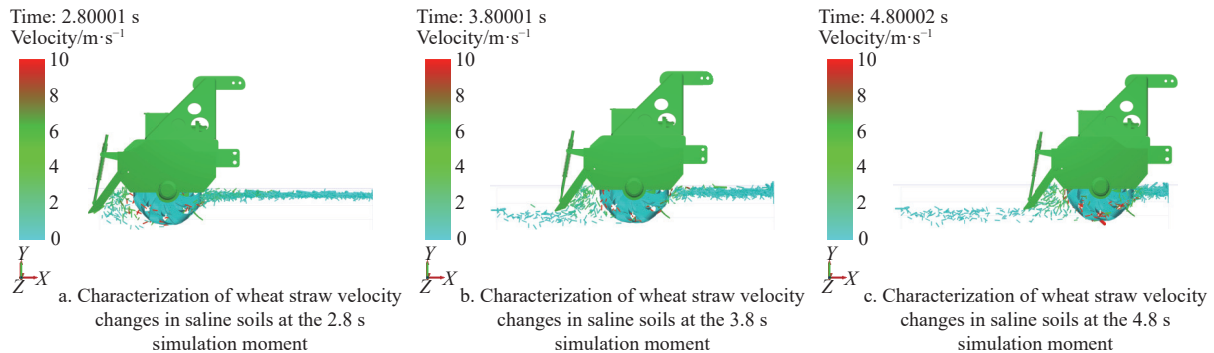 Time: 2.80001 s
Velocity/m·s⁻¹
10
8
6
4
2
0
Y
Z X
a. Characterization of wheat straw velocity
changes in saline soils at the 2.8 s
simulation moment
Time: 3.80001 s
Velocity/m·s⁻¹
10
8
6
4
2
0
Y
Z X
b. Characterization of wheat straw velocity
changes in saline soils at the 3.8 s
simulation moment
Time: 4.80002 s
Velocity/m·s⁻¹
10
8
6
4
2
0
Y
Z X
c. Characterization of wheat straw velocity
changes in saline soils at the 4.8 s
simulation moment